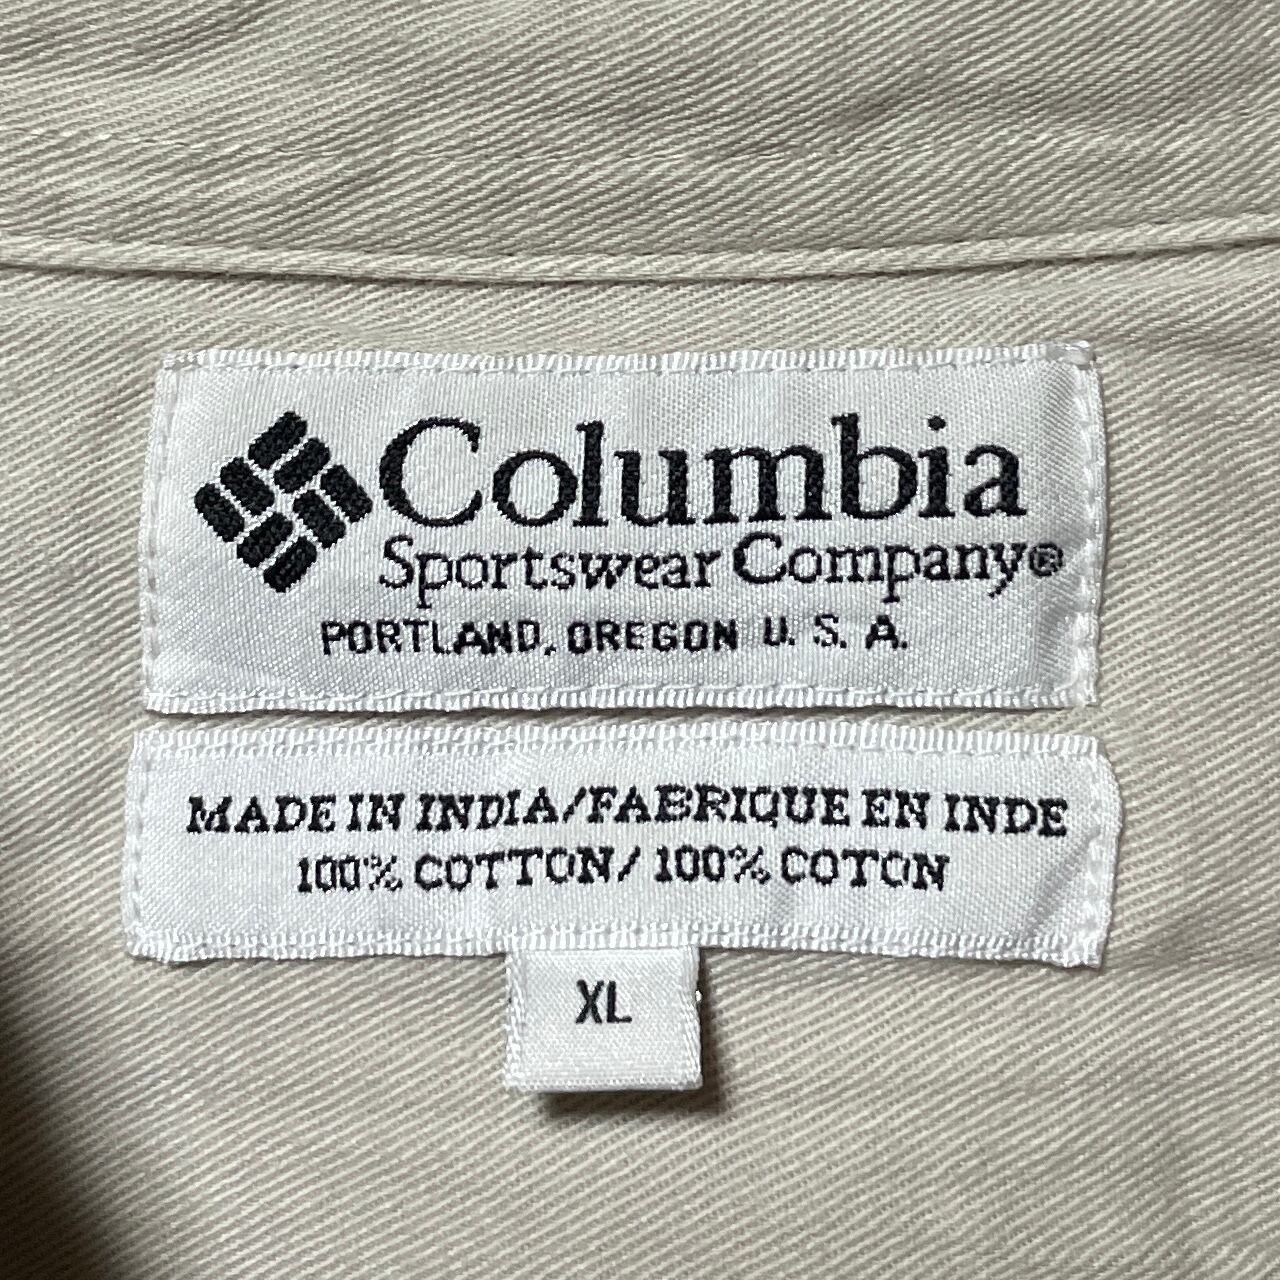 Columbia
Sportswear Company®
PORTLAND, OREGON U. S. A.
MADE IN INDIA/FABRIQUE EN INDE
100% COTTON/ 100% COTON
XL